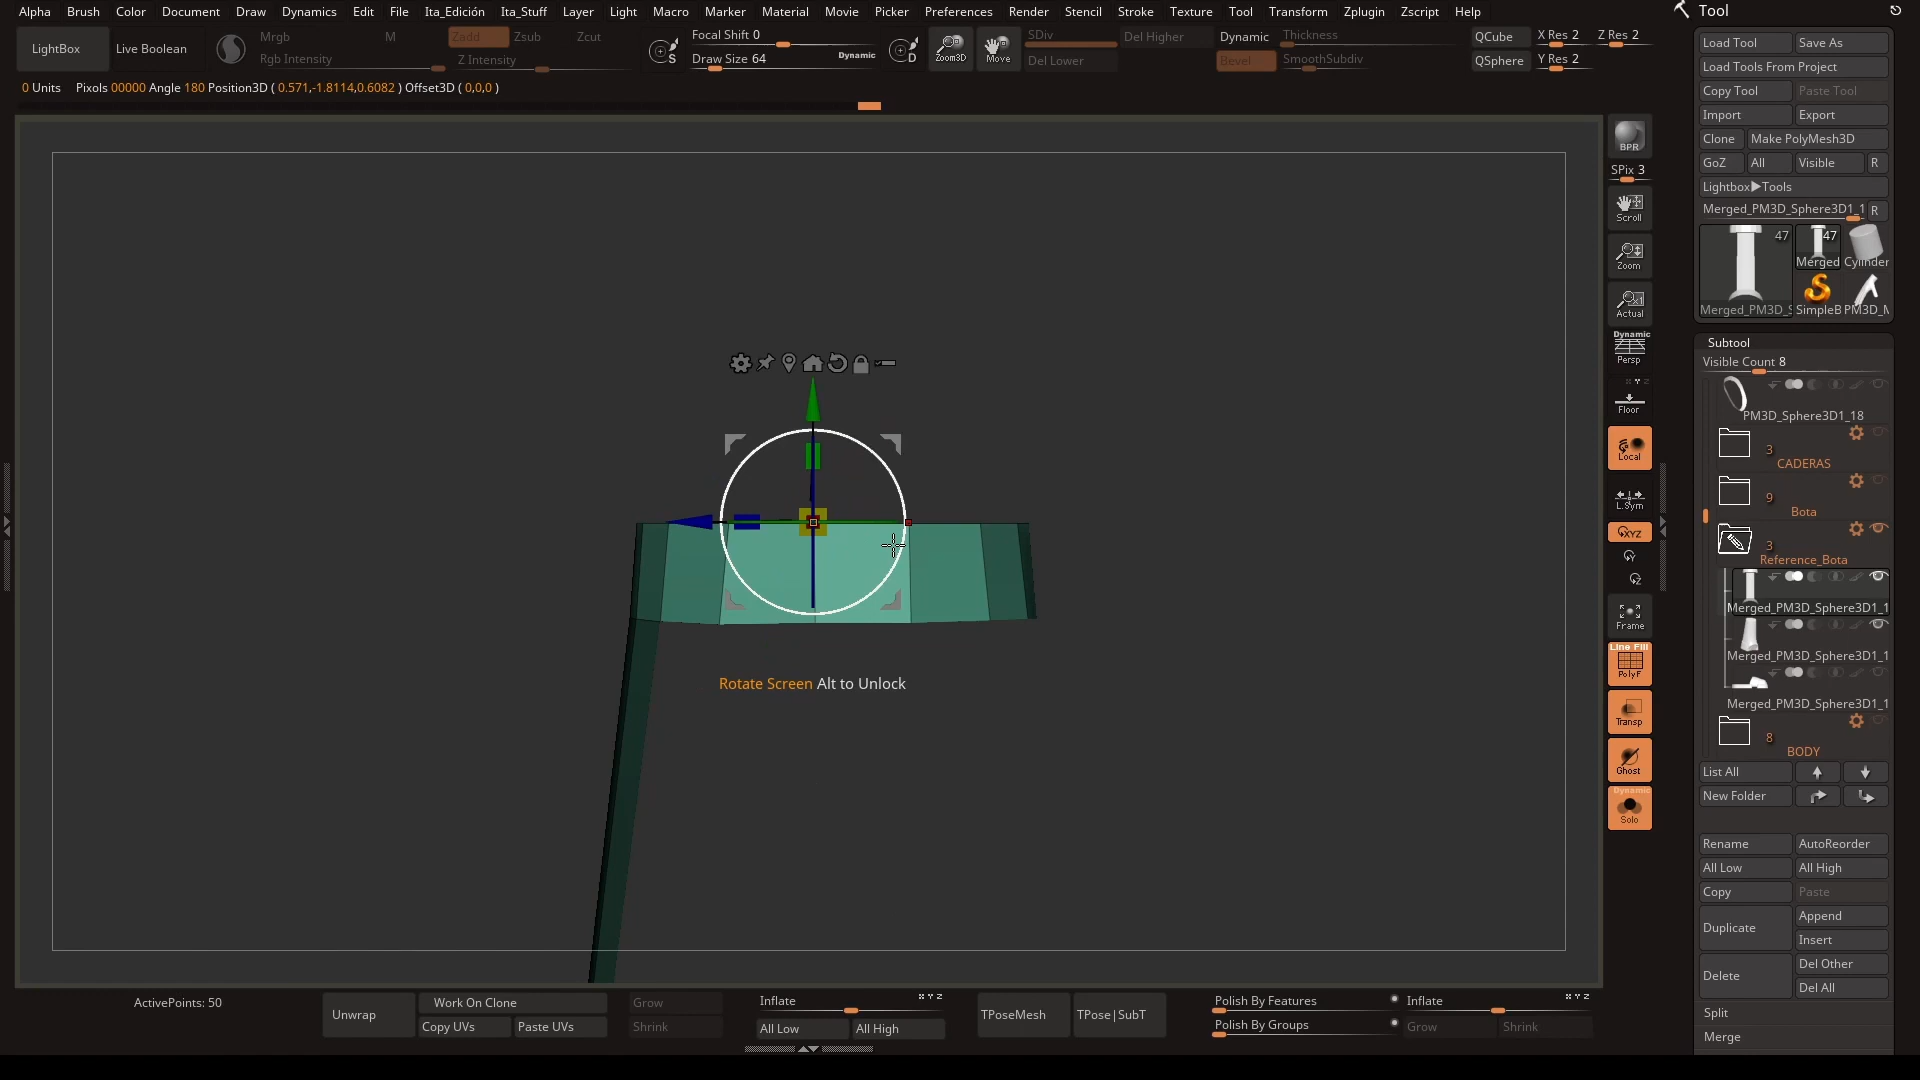 Alpha Brush Color Document Draw Dynamics Edit File Ita_Edición Ita_Stuff Layer Light Macro Marker Material Movie Picker Preferences Render Stencil Stroke Texture Tool Transform Zplugin Zscript Help
Tool
LightBox
Live Boolean
Mrgb
M
Zadd
Zsub
Zcut
Rgb Intensity
Z Intensity
S
Focal Shift 0
Draw Size 64
Dynamic
D
Zoom3D
Move
SDiv
Del Higher
Del Lower
Dynamic
Thickness
Bevel
SmoothSubdiv
QCube
X Res 2
Z Res 2
QSphere
Y Res 2
0 Units Pixols 00000 Angle 180 Position3D ( 0.571,-1.8114,0.6082 ) Offset3D ( 0,0,0 )
Load Tool
Save As
Load Tools From Project
Copy Tool
Paste Tool
Import
Export
Clone
Make PolyMesh3D
GoZ
All
Visible
R
Lightbox▶Tools
Merged_PM3D_Sphere3D1_1
R
47
47
Merged
Cylinder
Merged_PM3D_S
SimpleB
PM3D_M
BPR
SPix 3
Scroll
Zoom
Actual
Dynamic
Persp
Floor
Local
L.Sym
XYZ
Y
Z
Frame
Line Fill
PolyF
Transp
Ghost
Dynamic
Solo
Subtool
Visible Count 8
PM3D_Sphere3D1_18
3
CADERAS
9
Bota
3
Reference_Bota
Merged_PM3D_Sphere3D1_1
Merged_PM3D_Sphere3D1_1
Merged_PM3D_Sphere3D1_1
8
BODY
List All
New Folder
Rename
AutoReorder
All Low
All High
Copy
Paste
Duplicate
Append
Insert
Delete
Del Other
Del All
Split
Merge
Rotate Screen Alt to Unlock
ActivePoints: 50
Unwrap
Work On Clone
Copy UVs
Paste UVs
Grow
Shrink
Inflate
X Y Z
All Low
All High
TPoseMesh
TPose|SubT
Polish By Features
Polish By Groups
Inflate
X Y Z
Grow
Shrink